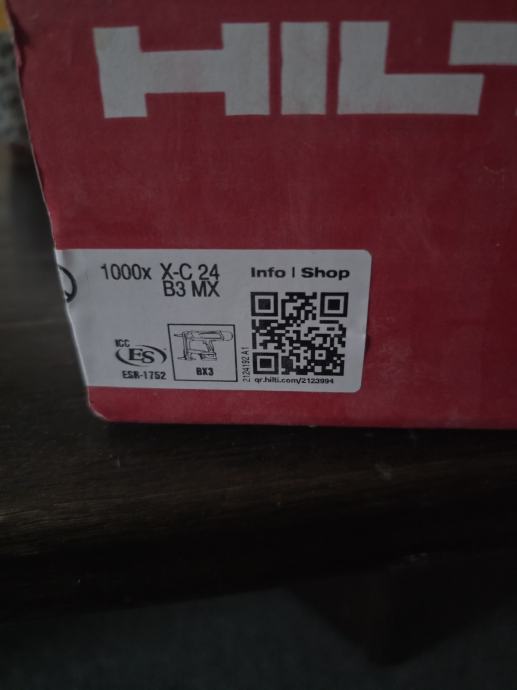 HILT
1000x X-C 24
B3 MX
Info | Shop
ICC
ES
ESR-1752
BX3
2124192 A1
qr.hilti.com/2123994